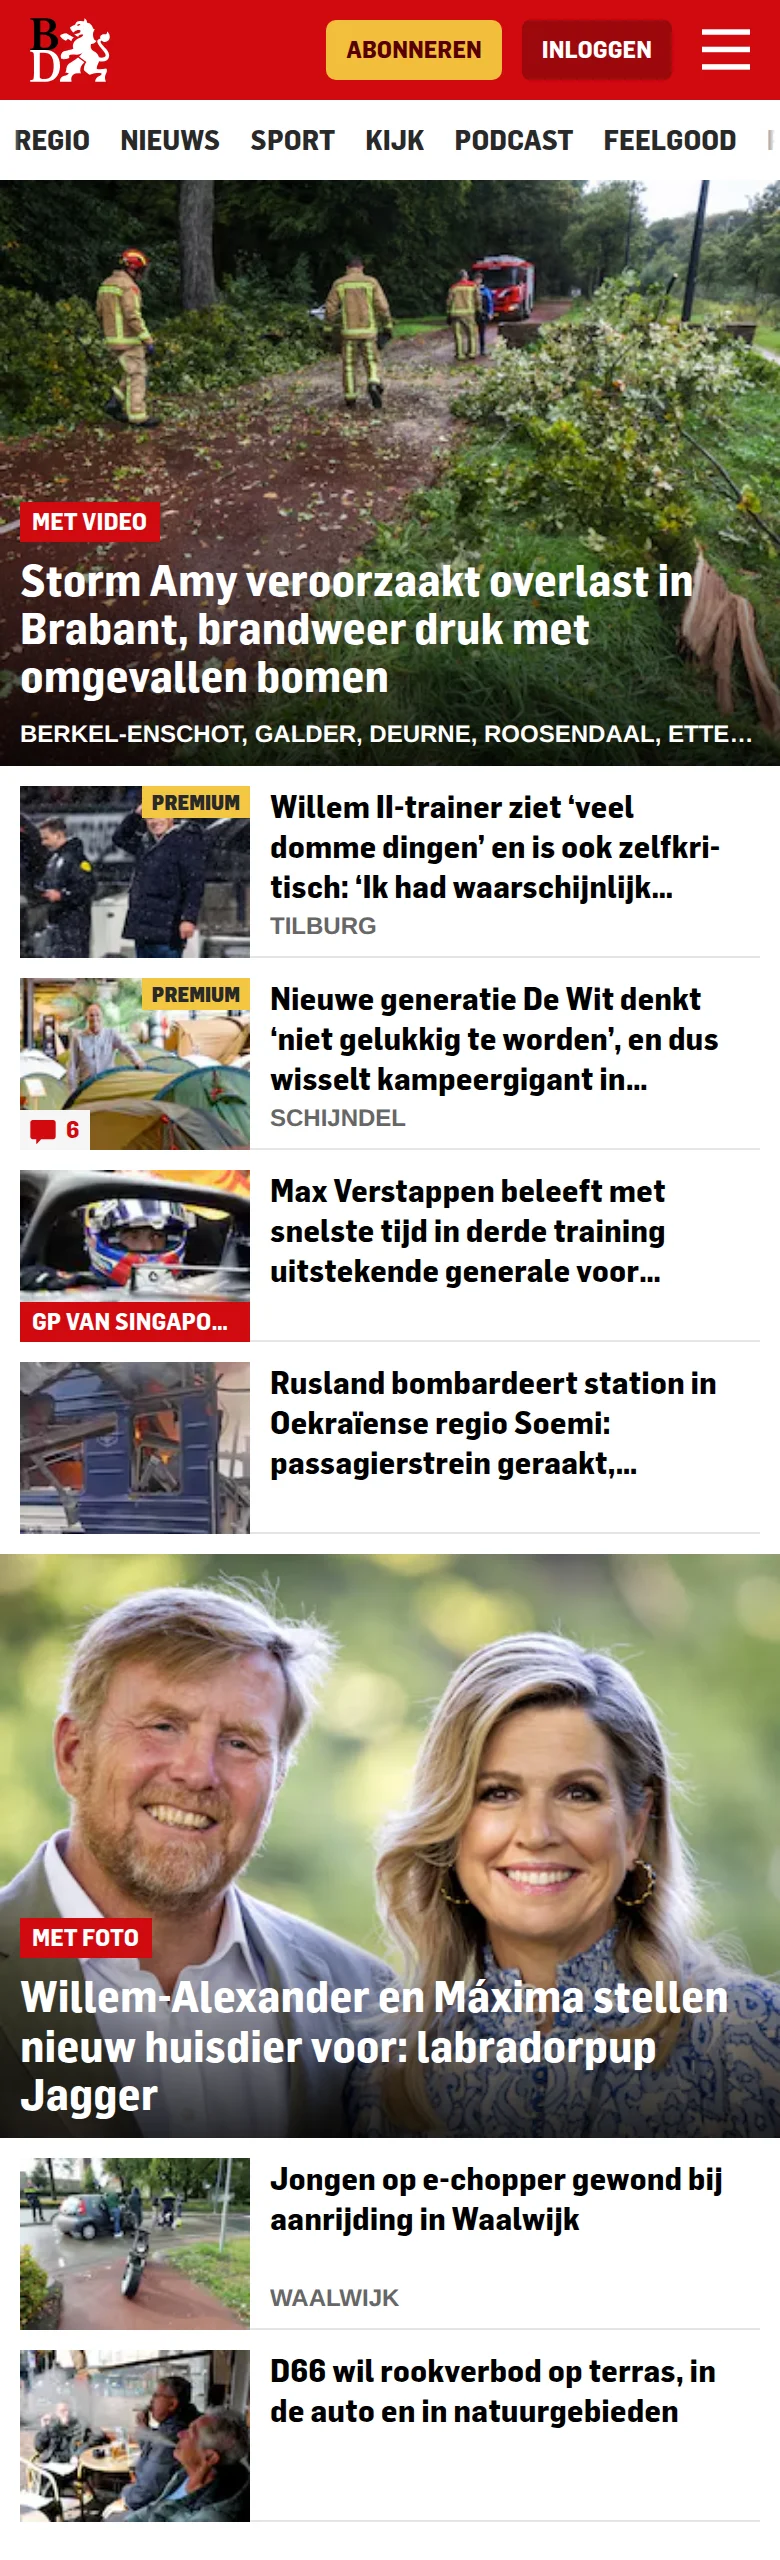 BD
ABONNEREN
INLOGGEN
REGIO NIEUWS SPORT KIJK PODCAST FEELGOOD
MET VIDEO
Storm Amy veroorzaakt overlast in
Brabant, brandweer druk met
omgevallen bomen
BERKEL-ENSCHOT, GALDER, DEURNE, ROOSENDAAL, ETTE…
PREMIUM
Willem II-trainer ziet ‘veel
domme dingen’ en is ook zelfkri-
tisch: ‘Ik had waarschijnlijk...
TILBURG
PREMIUM
6
Nieuwe generatie De Wit denkt
‘niet gelukkig te worden’, en dus
wisselt kampeergigant in...
SCHIJNDEL
GP VAN SINGAPO...
Max Verstappen beleeft met
snelste tijd in derde training
uitstekende generale voor...
Rusland bombardeert station in
Oekraïense regio Soemi:
passagierstrein geraakt,...
MET FOTO
Willem-Alexander en Máxima stellen
nieuw huisdier voor: labradorpup
Jagger
Jongen op e-chopper gewond bij
aanrijding in Waalwijk
WAALWIJK
D66 wil rookverbod op terras, in
de auto en in natuurgebieden